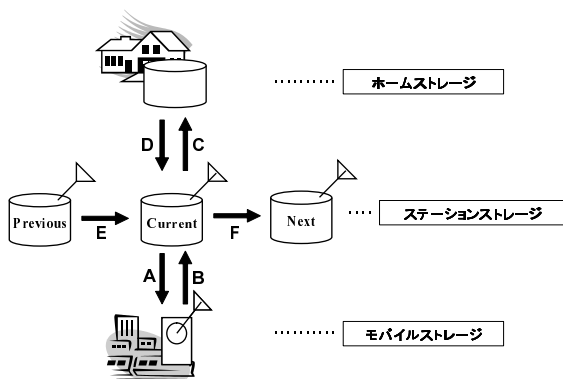 ホームストレージ
D
C
Previous
E
Current
F
Next
ステーションストレージ
A
B
モバイルストレージ